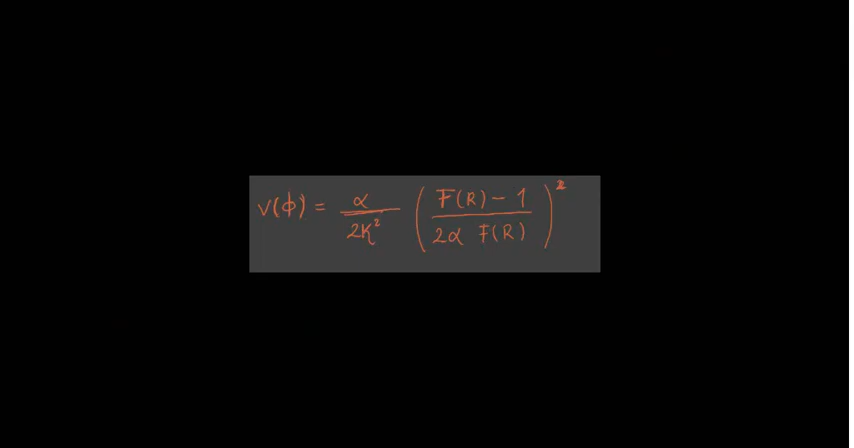 V(ϕ) = α / 2K² ( F(R) − 1 / 2α F(R) )²